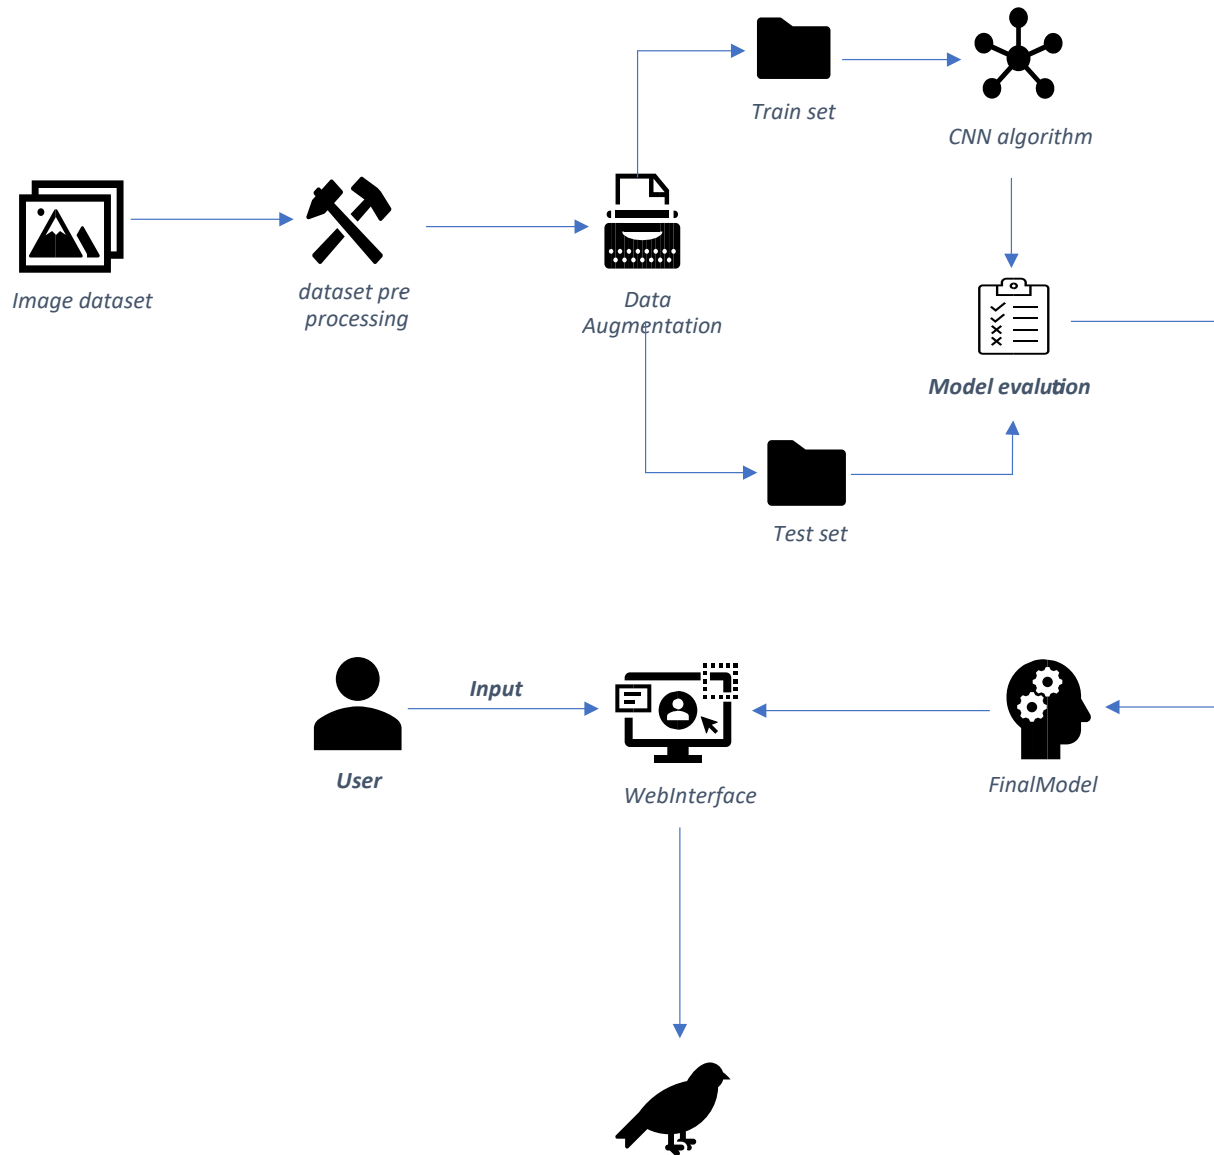 Train set
CNN algorithm
Image dataset
dataset pre
processing
Data
Augmentation
Model evalution
Test set
Input
User
WebInterface
FinalModel